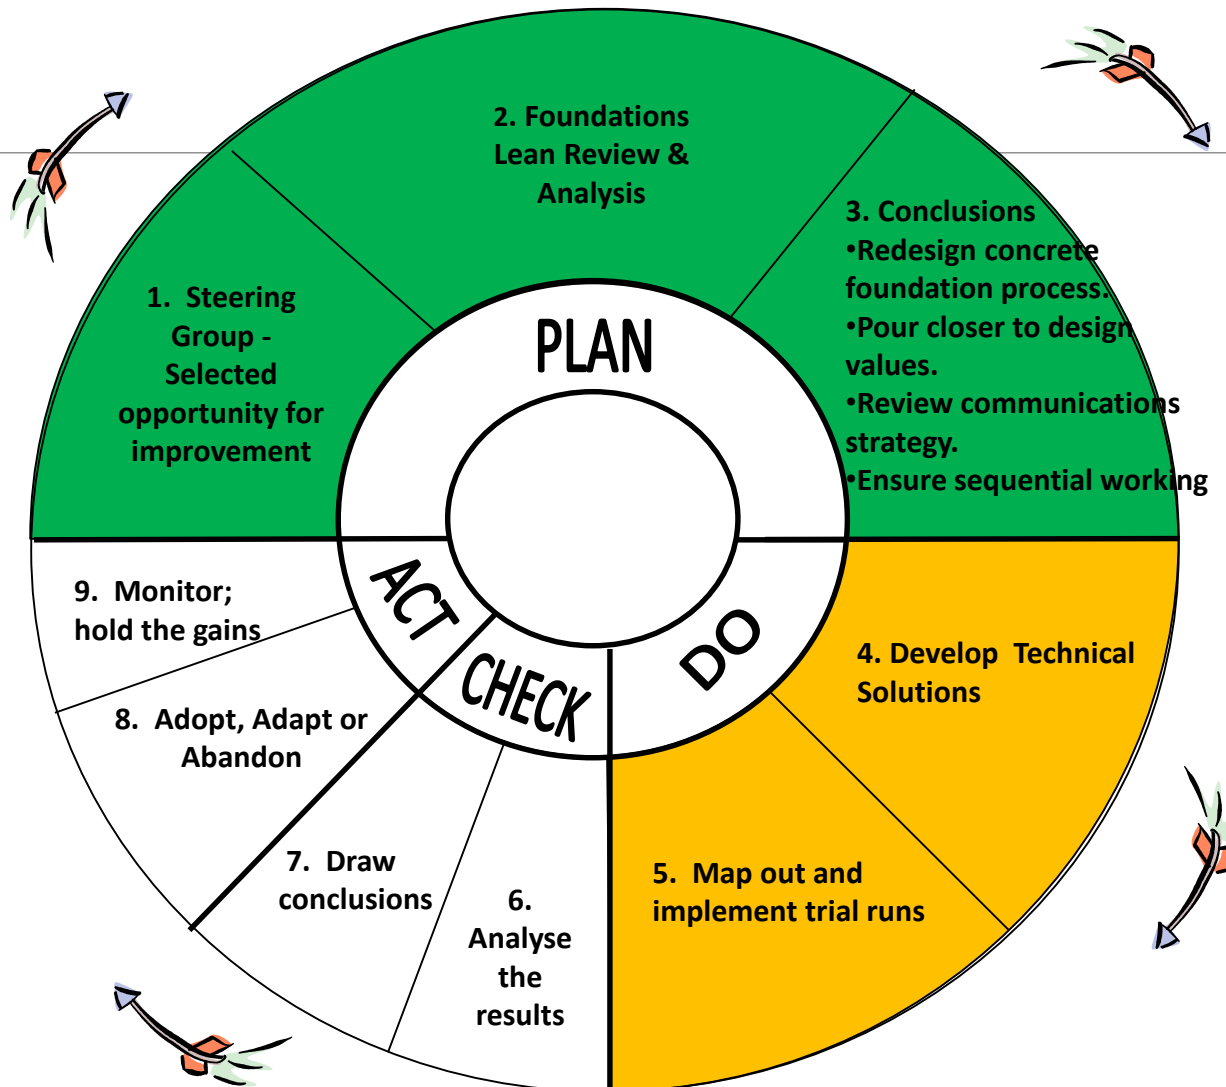 2. Foundations
Lean Review &
Analysis
3. Conclusions
•Redesign concrete
foundation process.
•Pour closer to design
values.
•Review communications
strategy.
•Ensure sequential working
1.  Steering
Group -
Selected
opportunity for
improvement
PLAN
ACT
CHECK
DO
4. Develop  Technical
Solutions
5.  Map out and
implement trial runs
6.
Analyse
the
results
7.  Draw
conclusions
8.  Adopt, Adapt or
Abandon
9.  Monitor;
hold the gains